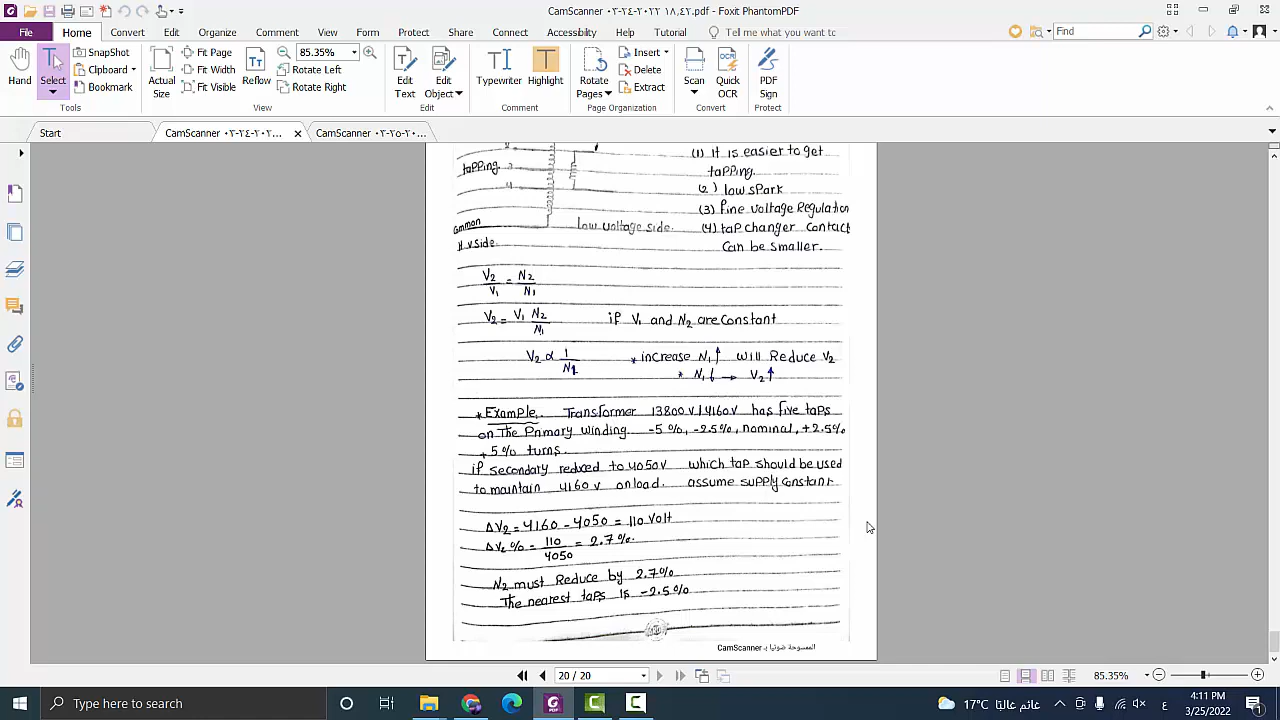 CamScanner ٠٣-٢٤-٢٠٢٢ ١٨,٤٢.pdf - Foxit PhantomPDF
File Home Convert Edit Organize Comment View Form Protect Share Connect Accessibility Help Tutorial Tell me what you want to Find
Hand Select SnapShot Clipboard Bookmark Tools
Actual Size Fit Page Fit Width Fit Visible Reflow 85.35% Rotate Left Rotate Right View
Edit Text Edit Object Edit
Typewriter Highlight Comment
Rotate Pages Insert Delete Extract Page Organization
Scan Quick OCR Convert
PDF Sign Protect
Start CamScanner ٠٣-٢٤-٢٠٢... CamScanner ٠٣-٢٥-٢٠...
(1) it is easier to get
tapping.
tapping 3
4
(2) low spark
(3) fine voltage Regulation
Common low voltage side. (4) tap changer contact
H v side. Can be smaller.
V2/V1 = N2/N1
V2 = V1 N2/N1 if V1 and N2 are constant
V2 ∝ 1/N1 * increase N1 ↑ will Reduce V2
* N1 ↓ → V2 ↑
* Example: Transformer 13800 V/4160V has five taps
on The Primary winding -5%, -2.5%, nominal, +2.5%
+5% turns.
if secondary reduced to 4050V which tap should be used
to maintain 4160 v on load. assume supply constant
ΔV2 = 4160 - 4050 = 110 Volt
ΔV% = 110/4050 = 2.7%.
N2 must Reduce by 2.7%
The nearest taps is -2.5%
الممسوحة ضوئيا بـ CamScanner
20 / 20
85.35%
Type here to search
4:11 PM
3/25/2022